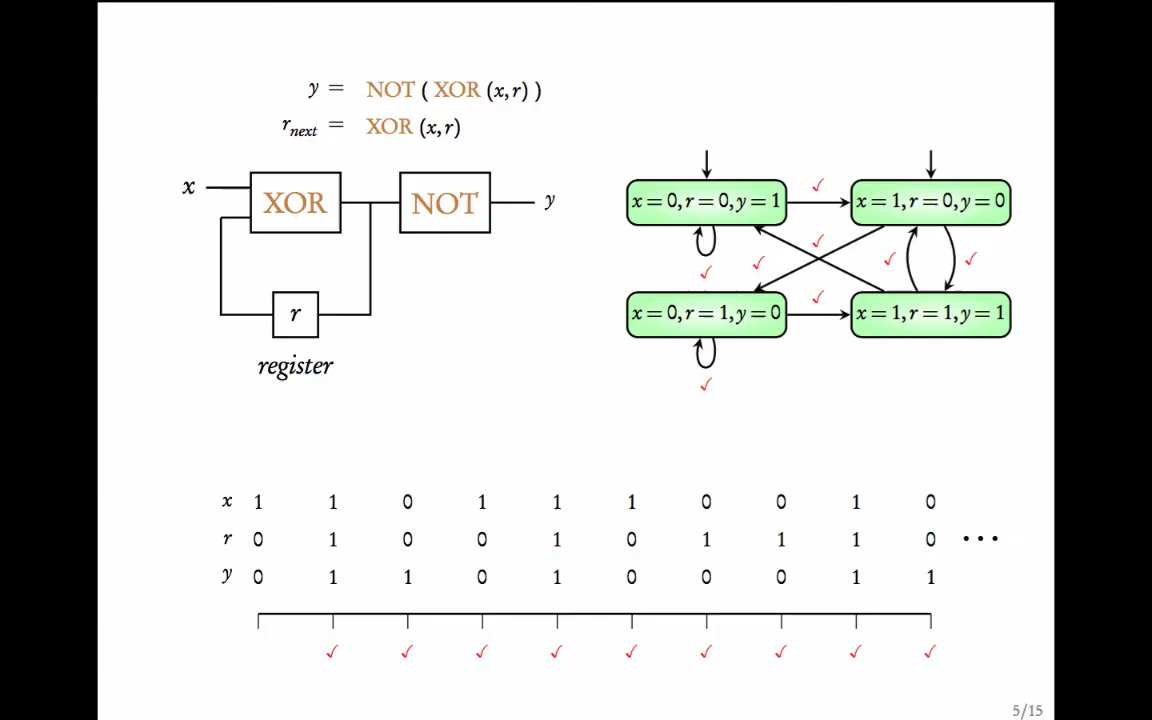 y = NOT ( XOR (x,r) )
r_next = XOR (x,r)
x XOR NOT y
r
register
✓
x=0,r=0,y=1 x=1,r=0,y=0
✓ ✓ ✓ ✓ ✓
✓
x=0,r=1,y=0 x=1,r=1,y=1
✓
x 1 1 0 1 1 1 0 0 1 0
r 0 1 0 0 1 0 1 1 1 0 ···
y 0 1 1 0 1 0 0 0 1 1
✓ ✓ ✓ ✓ ✓ ✓ ✓ ✓ ✓
5/15